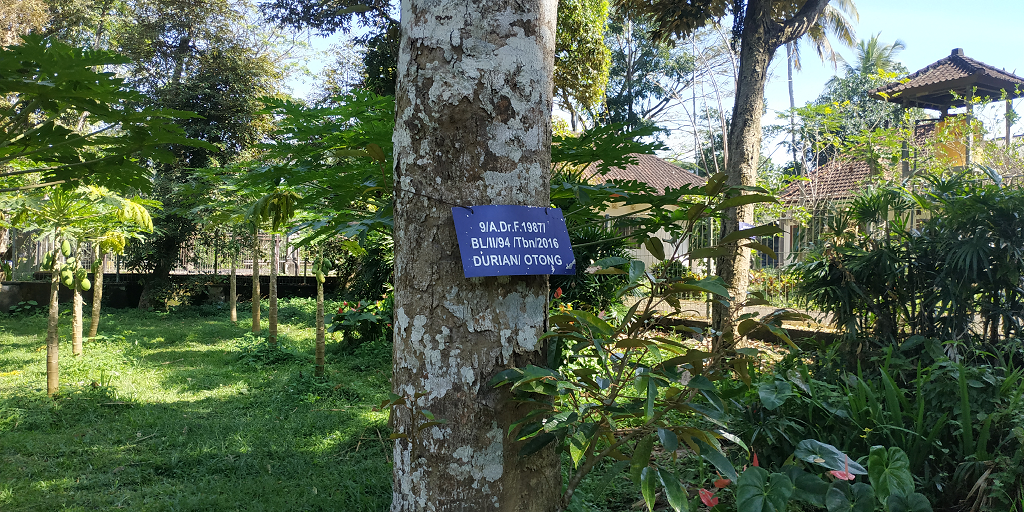 9/A.Dr.F.1987/
BL/II/94 /Tbn/2016
DURIAN/ OTONG